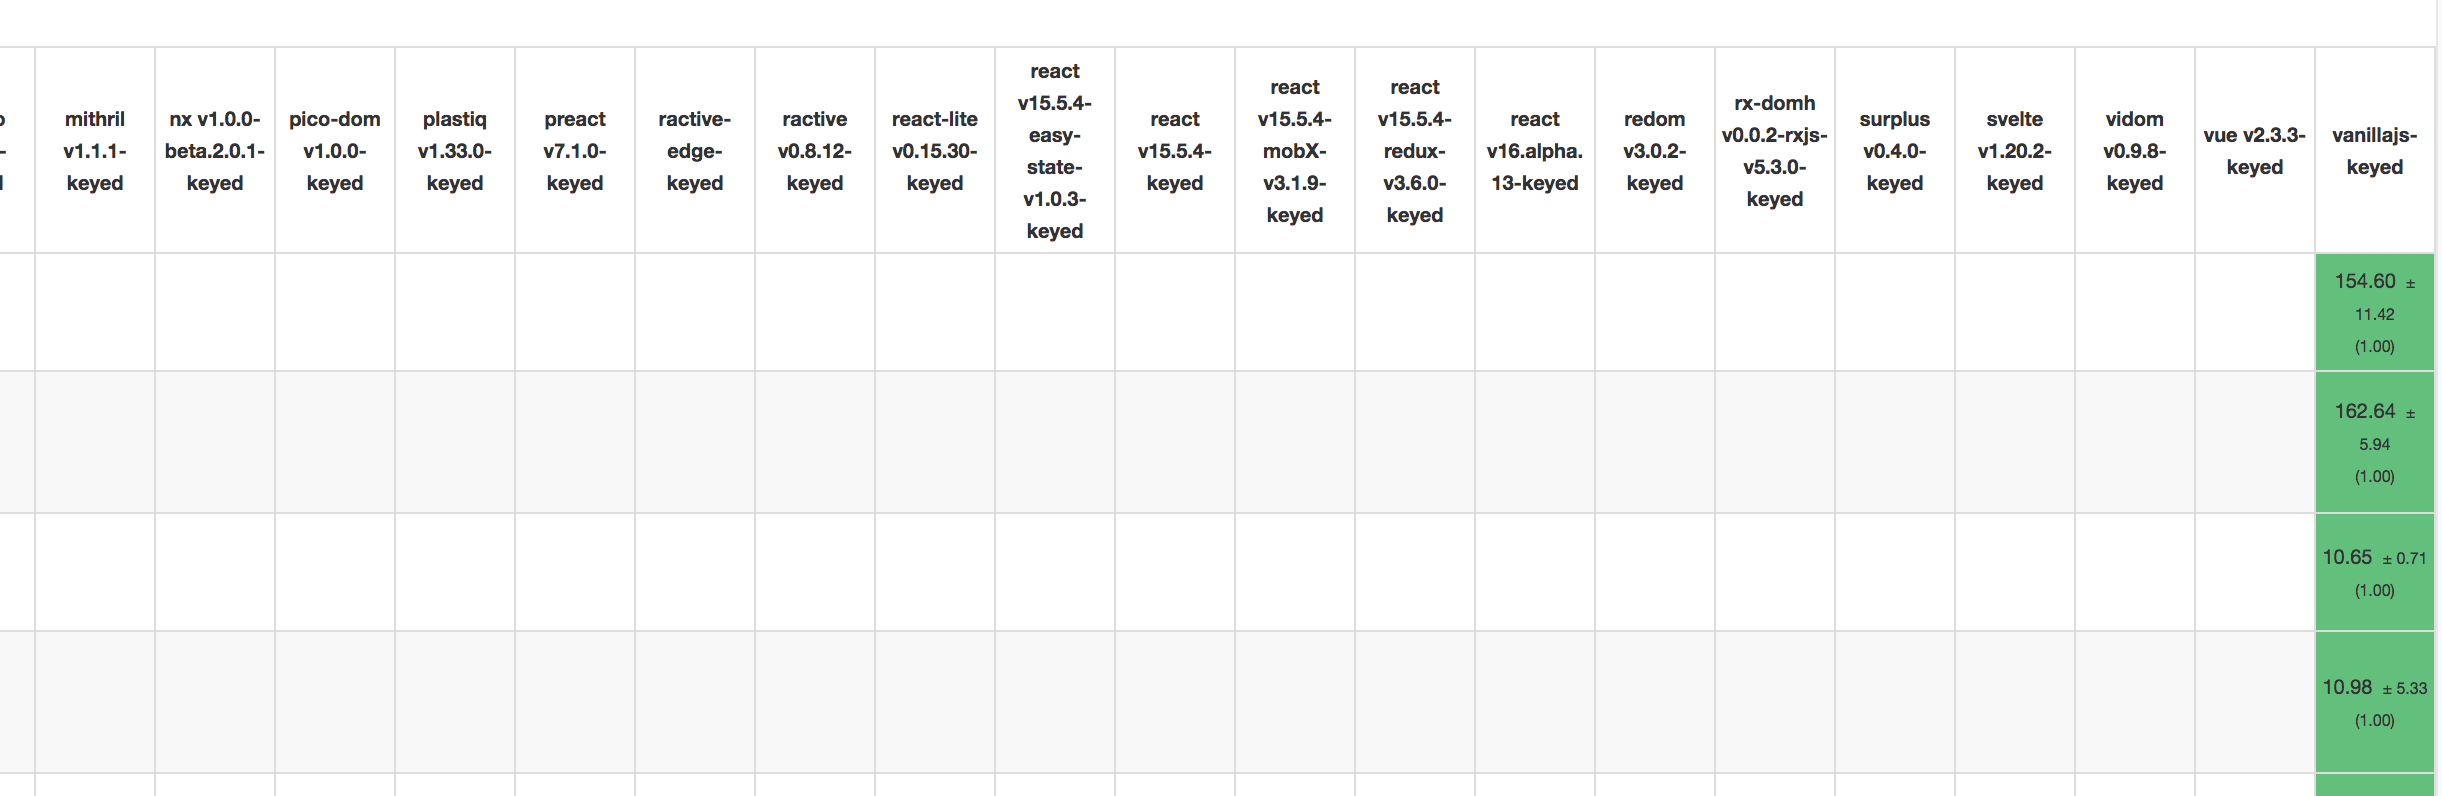 mithril
v1.1.1-
keyed
nx v1.0.0-
beta.2.0.1-
keyed
pico-dom
v1.0.0-
keyed
plastiq
v1.33.0-
keyed
preact
v7.1.0-
keyed
ractive-
edge-
keyed
ractive
v0.8.12-
keyed
react-lite
v0.15.30-
keyed
react
v15.5.4-
easy-
state-
v1.0.3-
keyed
react
v15.5.4-
keyed
react
v15.5.4-
mobX-
v3.1.9-
keyed
react
v15.5.4-
redux-
v3.6.0-
keyed
react
v16.alpha.
13-keyed
redom
v3.0.2-
keyed
rx-domh
v0.0.2-rxjs-
v5.3.0-
keyed
surplus
v0.4.0-
keyed
svelte
v1.20.2-
keyed
vidom
v0.9.8-
keyed
vue v2.3.3-
keyed
vanillajs-
keyed
154.60 ±
11.42
(1.00)
162.64 ±
5.94
(1.00)
10.65 ± 0.71
(1.00)
10.98 ± 5.33
(1.00)